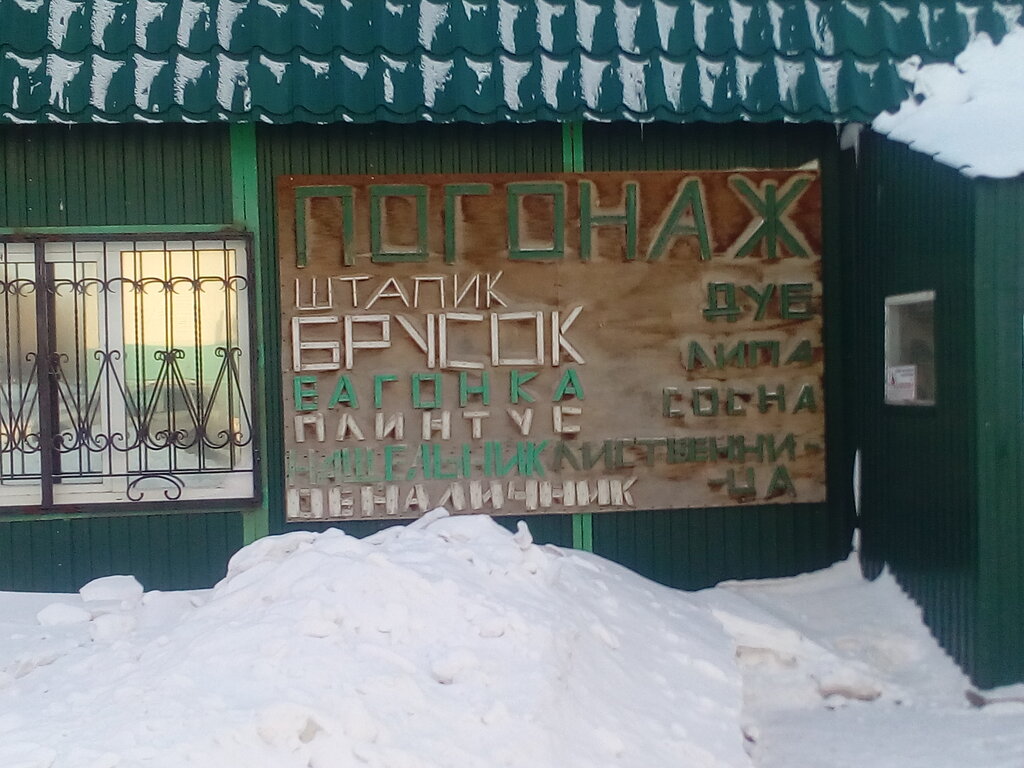 ПОГОНАЖ
ШТАПИК
БРУСОК
ВАГОНКА
ПЛИНТУС
НАЩЕЛЬНИК
ОБНАЛИЧНИК
ДУБ
ЛИПА
СОСНА
ЛИСТВЕННИ-
-ЦА